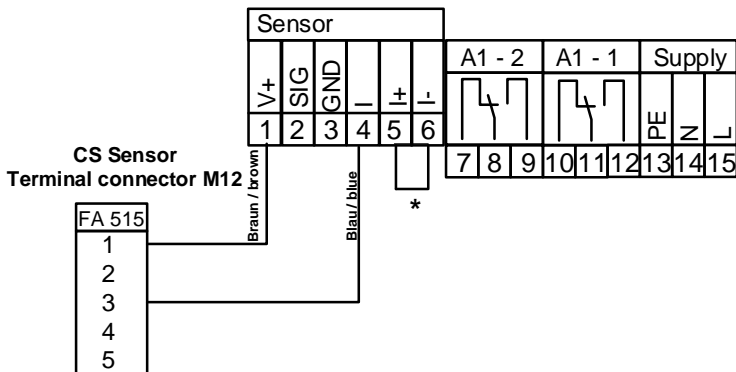 Sensor
V+ SIG GND I I+ I-
1 2 3 4 5 6
A1 - 2 A1 - 1 Supply
PE N L
7 8 9 10 11 12 13 14 15
*
CS Sensor
Terminal connector M12
Braun / brown
Blau / blue
FA 515
1
2
3
4
5